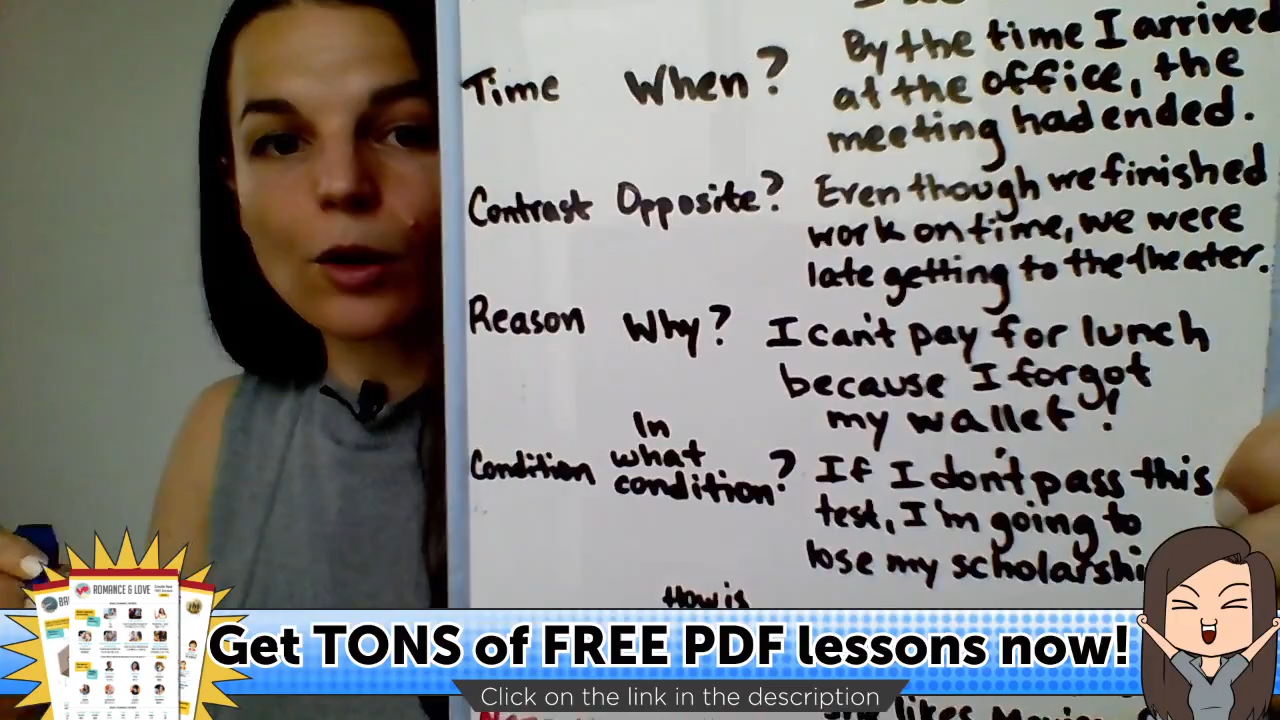 Time When? By the time I arrived
at the office, the
meeting had ended.
Contrast Opposite? Even though we finished
work on time, we were
late getting to the theater.
Reason Why? I can't pay for lunch
because I forgot
my wallet!
Condition In what condition? If I don't pass this
test, I'm going to
lose my scholarshi
How is
ROMANCE & LOVE
Get TONS of FREE PDF lessons now!
Click on the link in the description
she likes